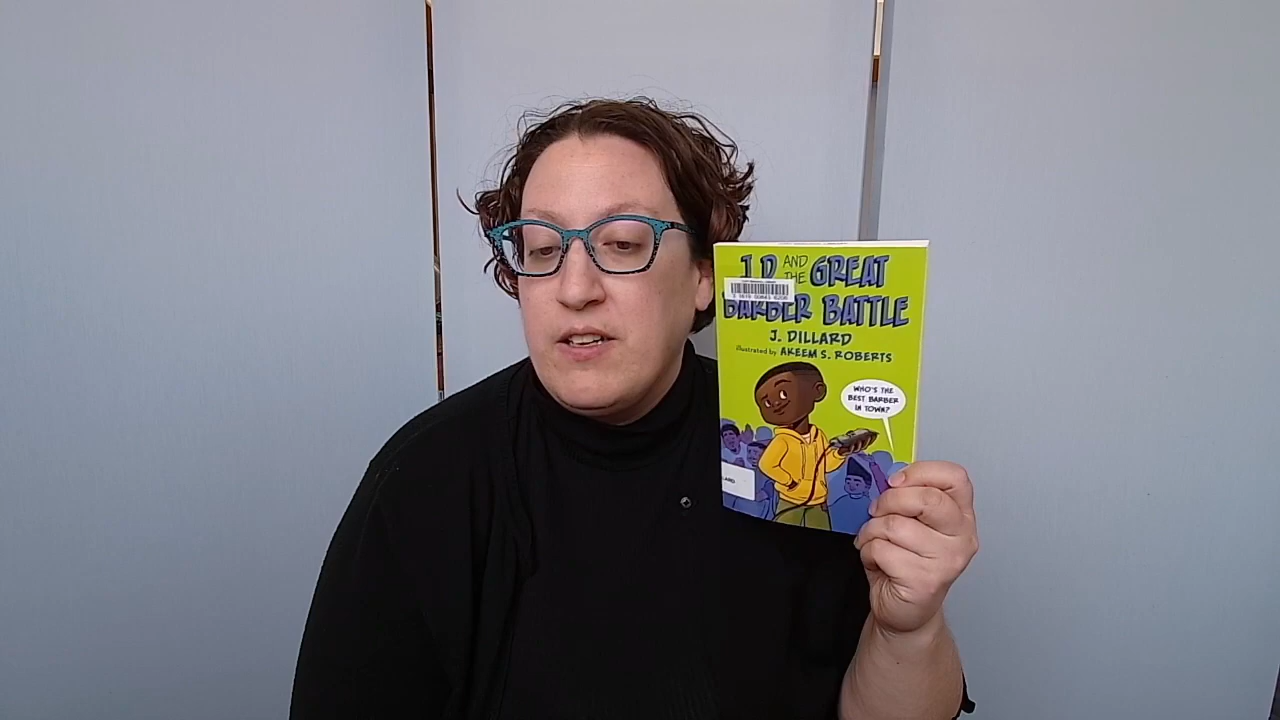 J.D. AND THE GREAT
BARBER BATTLE
J. DILLARD
illustrated by AKEEM S. ROBERTS
WHO'S THE
BEST BARBER
IN TOWN?